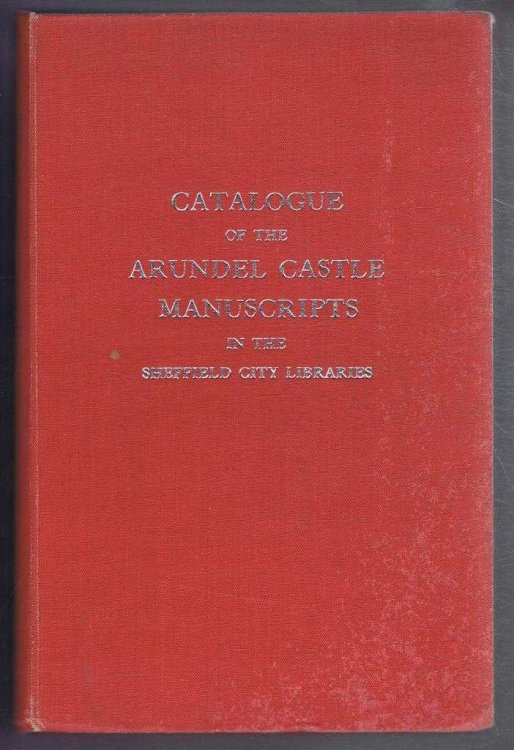 CATALOGUE
OF THE
ARUNDEL CASTLE
MANUSCRIPTS
IN THE
SHEFFIELD CITY LIBRARIES